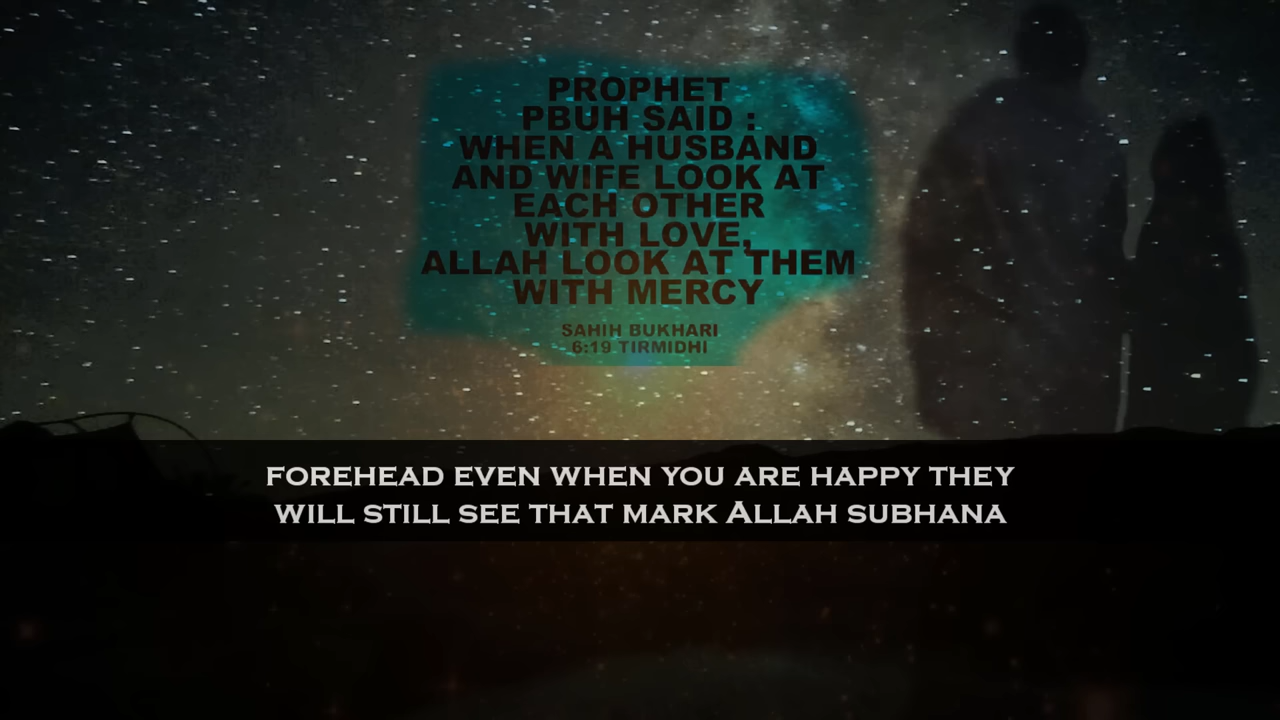 PROPHET
PBUH SAID :
WHEN A HUSBAND
AND WIFE LOOK AT
EACH OTHER
WITH LOVE,
ALLAH LOOK AT THEM
WITH MERCY
SAHIH BUKHARI
6:19 TIRMIDHI
FOREHEAD EVEN WHEN YOU ARE HAPPY THEY
WILL STILL SEE THAT MARK ALLAH SUBHANA